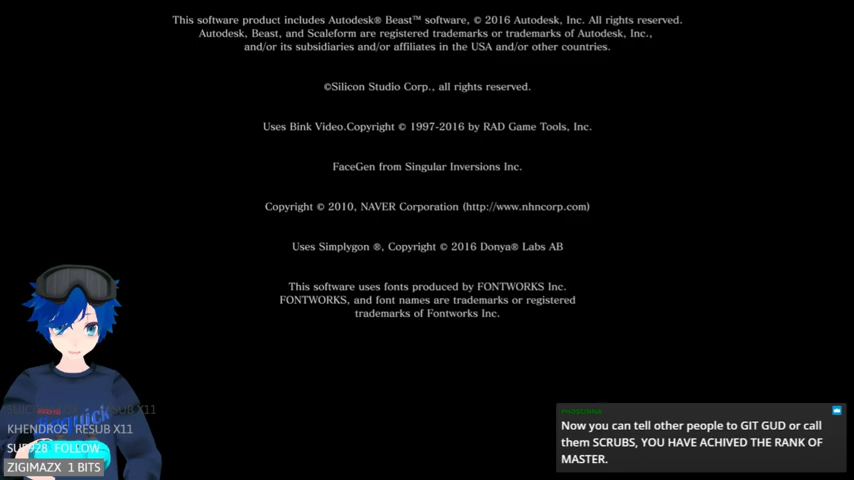 This software product includes Autodesk® Beast™ software, © 2016 Autodesk, Inc. All rights reserved.
Autodesk, Beast, and Scaleform are registered trademarks or trademarks of Autodesk, Inc.,
and/or its subsidiaries and/or affiliates in the USA and/or other countries.
©Silicon Studio Corp., all rights reserved.
Uses Bink Video.Copyright © 1997-2016 by RAD Game Tools, Inc.
FaceGen from Singular Inversions Inc.
Copyright © 2010, NAVER Corporation (http://www.nhncorp.com)
Uses Simplygon ®, Copyright © 2016 Donya® Labs AB
This software uses fonts produced by FONTWORKS Inc.
FONTWORKS, and font names are trademarks or registered
trademarks of Fontworks Inc.
SUB X11
KHENDROS RESUB X11
FOLLOW
ZIGIMAZX 1 BITS
Now you can tell other people to GIT GUD or call
them SCRUBS, YOU HAVE ACHIVED THE RANK OF
MASTER.